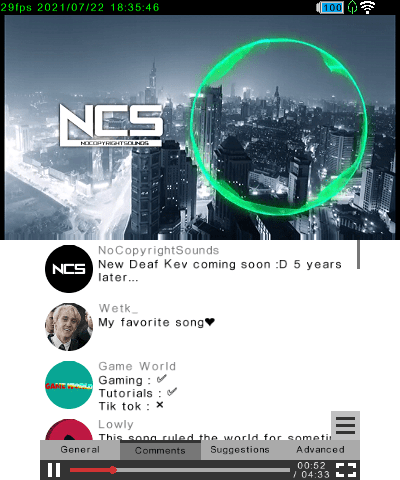 29fps 2021/07/22 18:35:46
100
NCS
NOCOPYRIGHTSOUNDS
NCS
NoCopyrightSounds
New Deaf Kev coming soon :D 5 years
later...
Wetk_
My favorite song♥
GAME WORLD
Game World
Gaming : ✅
Tutorials : ✅
Tik tok : ❌
Lowly
This song ruled the world for sometim
General
Comments
Suggestions
Advanced
00:52
/ 04:33